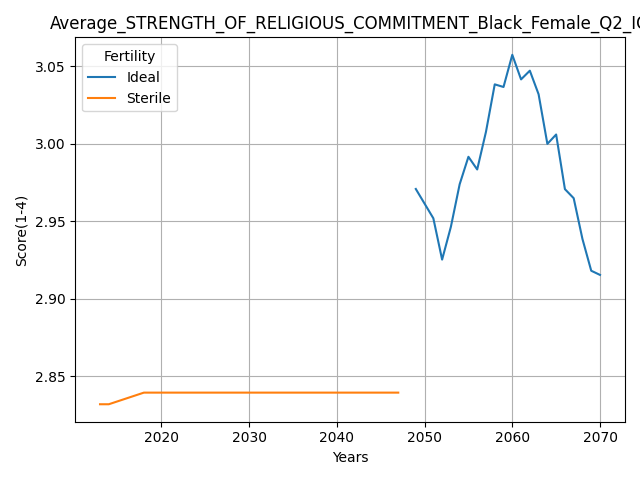 Average_STRENGTH_OF_RELIGIOUS_COMMITMENT_Black_Female_Q2_IC
Fertility
Ideal
Sterile
3.05
3.00
2.95
2.90
2.85
Score(1-4)
2020 2030 2040 2050 2060 2070
Years